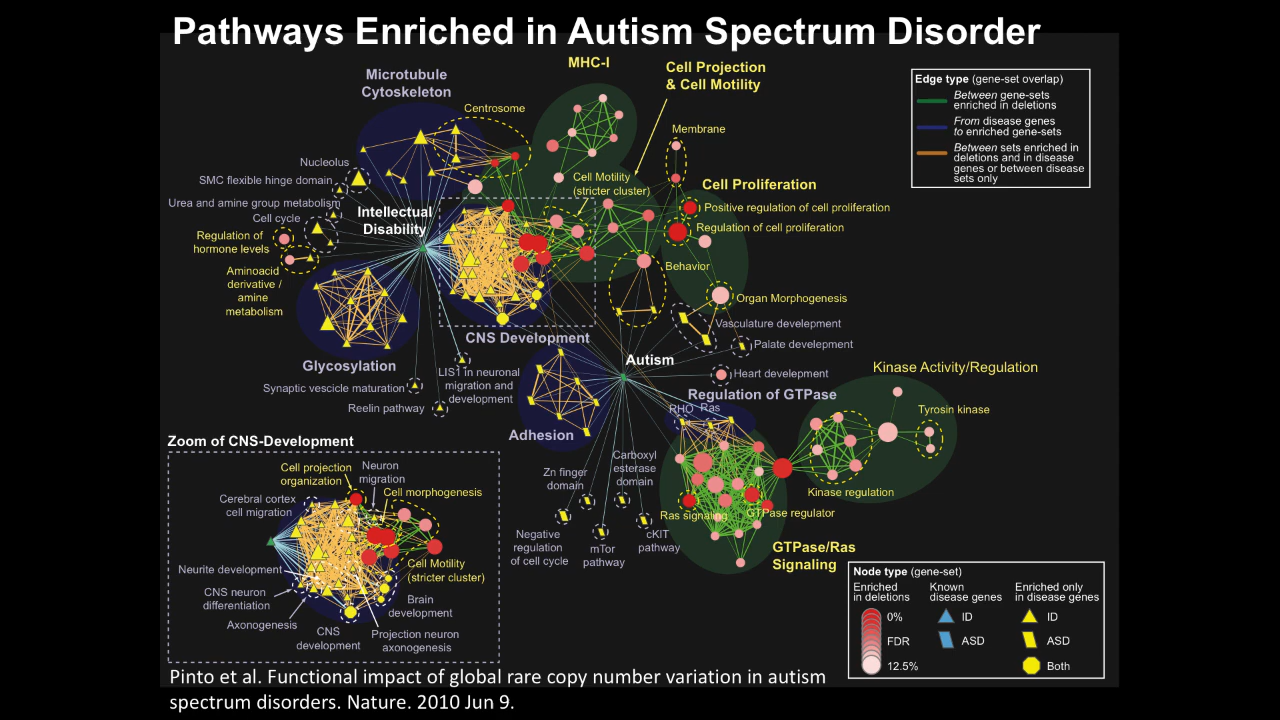 Pathways Enriched in Autism Spectrum Disorder
MHC-I
Cell Projection
& Cell Motility
Microtubule
Cytoskeleton
Centrosome
Membrane
Edge type (gene-set overlap)
Between gene-sets
enriched in deletions
From disease genes
to enriched gene-sets
Between sets enriched in
deletions and in disease
genes or between disease
sets only
Nucleolus
SMC flexible hinge domain
Urea and amine group metabolism
Cell cycle
Regulation of
hormone levels
Aminoacid
derivative /
amine
metabolism
Intellectual
Disability
Cell Motility
(stricter cluster)
Cell Proliferation
Positive regulation of cell proliferation
Regulation of cell proliferation
Behavior
Organ Morphogenesis
Vasculature development
Palate development
Heart development
CNS Development
Autism
Glycosylation
Synaptic vescicle maturation
Reelin pathway
LIS1 in neuronal
migration and
development
Adhesion
Regulation of GTPase
RHO
Ras
Kinase Activity/Regulation
Tyrosin kinase
Kinase regulation
Carboxyl
esterase
domain
Zn finger
domain
Negative
regulation
of cell cycle
mTor
pathway
cKIT
pathway
Ras signaling
GTPase regulator
GTPase/Ras
Signaling
Zoom of CNS-Development
Cell projection
organization
Neuron
migration
Cell morphogenesis
Cerebral cortex
cell migration
Neurite development
CNS neuron
differentiation
Axonogenesis
CNS
development
Projection neuron
axonogenesis
Brain
development
Cell Motility
(stricter cluster)
Node type (gene-set)
Enriched
in deletions
0%
FDR
12.5%
Known
disease genes
ID
ASD
Enriched only
in disease genes
ID
ASD
Both
Pinto et al. Functional impact of global rare copy number variation in autism
spectrum disorders. Nature. 2010 Jun 9.